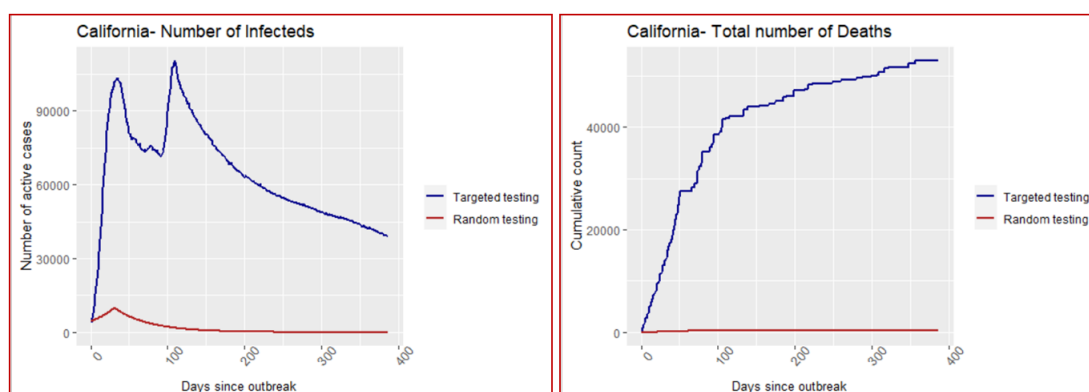 California- Number of Infecteds
Number of active cases
90000
60000
30000
0
0
100
200
300
400
Days since outbreak
Targeted testing
Random testing
California- Total number of Deaths
Cumulative count
40000
20000
0
0
100
200
300
400
Days since outbreak
Targeted testing
Random testing